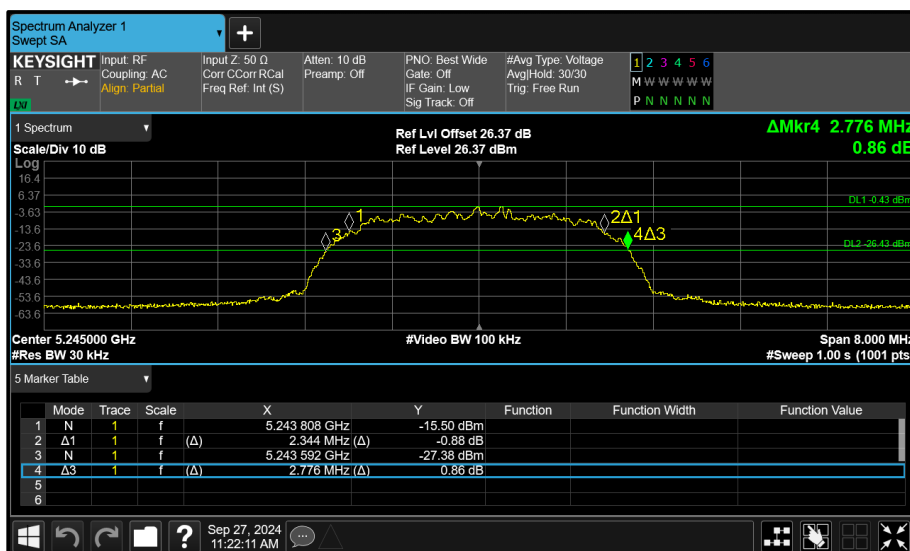 Spectrum Analyzer 1
Swept SA
KEYSIGHT
R T
LXI
Input: RF
Coupling: AC
Align: Partial
Input Z: 50 Ω
Corr CCorr RCal
Freq Ref: Int (S)
Atten: 10 dB
Preamp: Off
PNO: Best Wide
Gate: Off
IF Gain: Low
Sig Track: Off
#Avg Type: Voltage
Avg|Hold: 30/30
Trig: Free Run
1 2 3 4 5 6
M W W W W W
P N N N N N
1 Spectrum
Scale/Div 10 dB
Ref Lvl Offset 26.37 dB
Ref Level 26.37 dBm
ΔMkr4 2.776 MHz
0.86 dB
Log
16.4
6.37
-3.63
-13.6
-23.6
-33.6
-43.6
-53.6
-63.6
DL1 -0.43 dBm
1
2Δ1
3
4Δ3
DL2 -26.43 dBm
Center 5.245000 GHz
#Video BW 100 kHz
Span 8.000 MHz
#Res BW 30 kHz
#Sweep 1.00 s (1001 pts
5 Marker Table
Mode Trace Scale X Y Function Function Width Function Value
1 N 1 f 5.243 808 GHz -15.50 dBm
2 Δ1 1 f (Δ) 2.344 MHz (Δ) -0.88 dB
3 N 1 f 5.243 592 GHz -27.38 dBm
4 Δ3 1 f (Δ) 2.776 MHz (Δ) 0.86 dB
5
6
?
Sep 27, 2024
11:22:11 AM